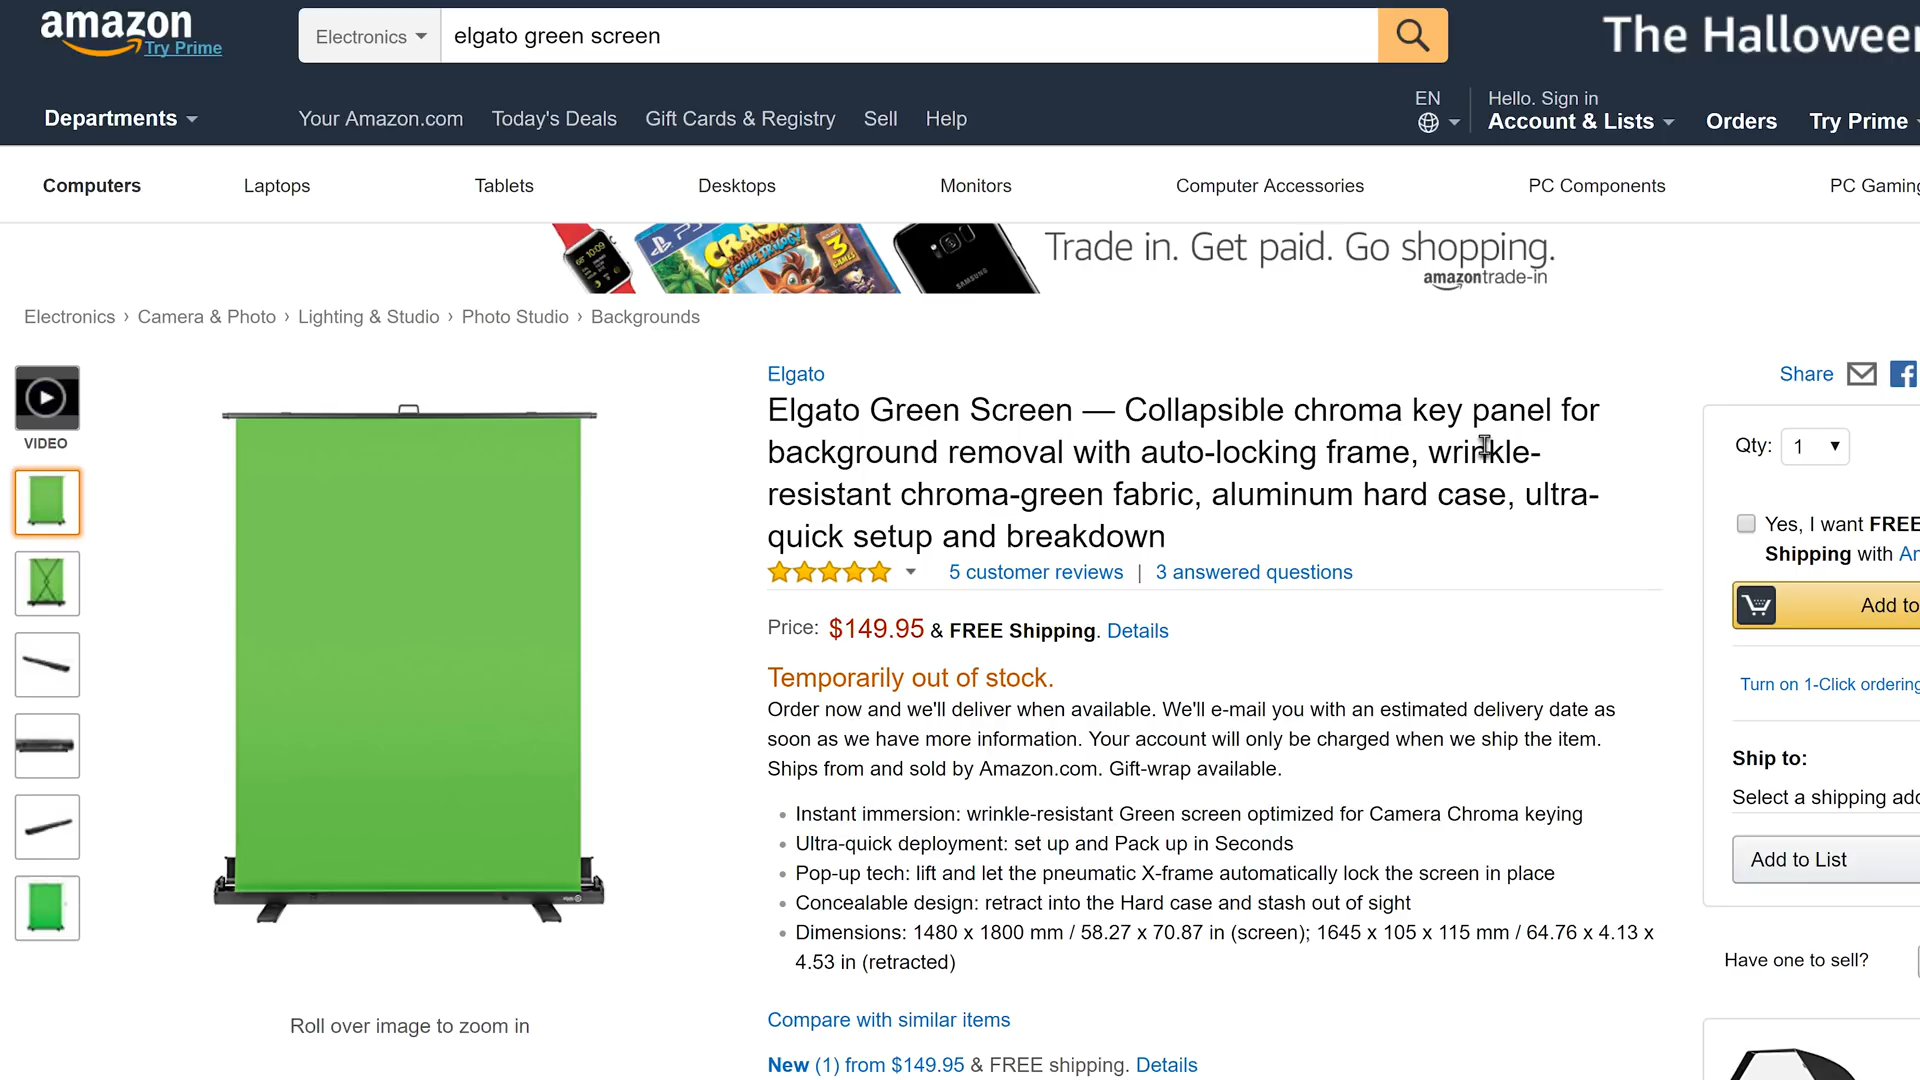 amazon
Try Prime
Electronics
elgato green screen
The Halloween
Departments
Your Amazon.com
Today's Deals
Gift Cards & Registry
Sell
Help
EN
Hello. Sign in
Account & Lists
Orders
Try Prime
Computers
Laptops
Tablets
Desktops
Monitors
Computer Accessories
PC Components
PC Gaming
Trade in. Get paid. Go shopping.
amazontrade-in
10:09
CRASH
BANDICOOT
N.SANE TRILOGY
3
GAMES
SAMSUNG
Electronics › Camera & Photo › Lighting & Studio › Photo Studio › Backgrounds
VIDEO
Roll over image to zoom in
Elgato
Elgato Green Screen — Collapsible chroma key panel for
background removal with auto-locking frame, wrinkle-
resistant chroma-green fabric, aluminum hard case, ultra-
quick setup and breakdown
5 customer reviews | 3 answered questions
Price: $149.95 & FREE Shipping. Details
Temporarily out of stock.
Order now and we'll deliver when available. We'll e-mail you with an estimated delivery date as
soon as we have more information. Your account will only be charged when we ship the item.
Ships from and sold by Amazon.com. Gift-wrap available.
Instant immersion: wrinkle-resistant Green screen optimized for Camera Chroma keying
Ultra-quick deployment: set up and Pack up in Seconds
Pop-up tech: lift and let the pneumatic X-frame automatically lock the screen in place
Concealable design: retract into the Hard case and stash out of sight
Dimensions: 1480 x 1800 mm / 58.27 x 70.87 in (screen); 1645 x 105 x 115 mm / 64.76 x 4.13 x
4.53 in (retracted)
Compare with similar items
New (1) from $149.95 & FREE shipping. Details
Share
Qty: 1
Yes, I want FREE
Shipping with
Add to
Turn on 1-Click ordering
Ship to:
Select a shipping add
Add to List
Have one to sell?